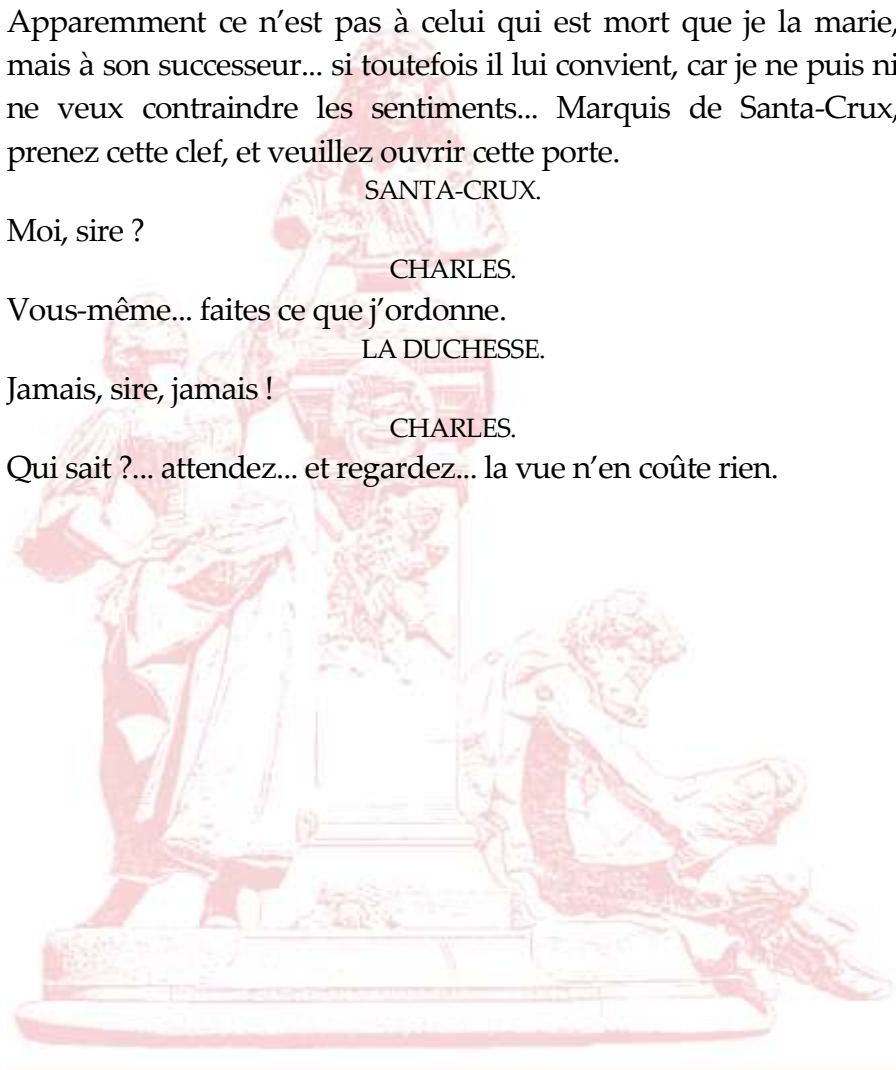 Apparemment ce n’est pas à celui qui est mort que je la marie,
mais à son successeur... si toutefois il lui convient, car je ne puis ni
ne veux contraindre les sentiments... Marquis de Santa-Crux,
prenez cette clef, et veuillez ouvrir cette porte.
SANTA-CRUX.
Moi, sire ?
CHARLES.
Vous-même... faites ce que j’ordonne.
LA DUCHESSE.
Jamais, sire, jamais !
CHARLES.
Qui sait ?... attendez... et regardez... la vue n’en coûte rien.